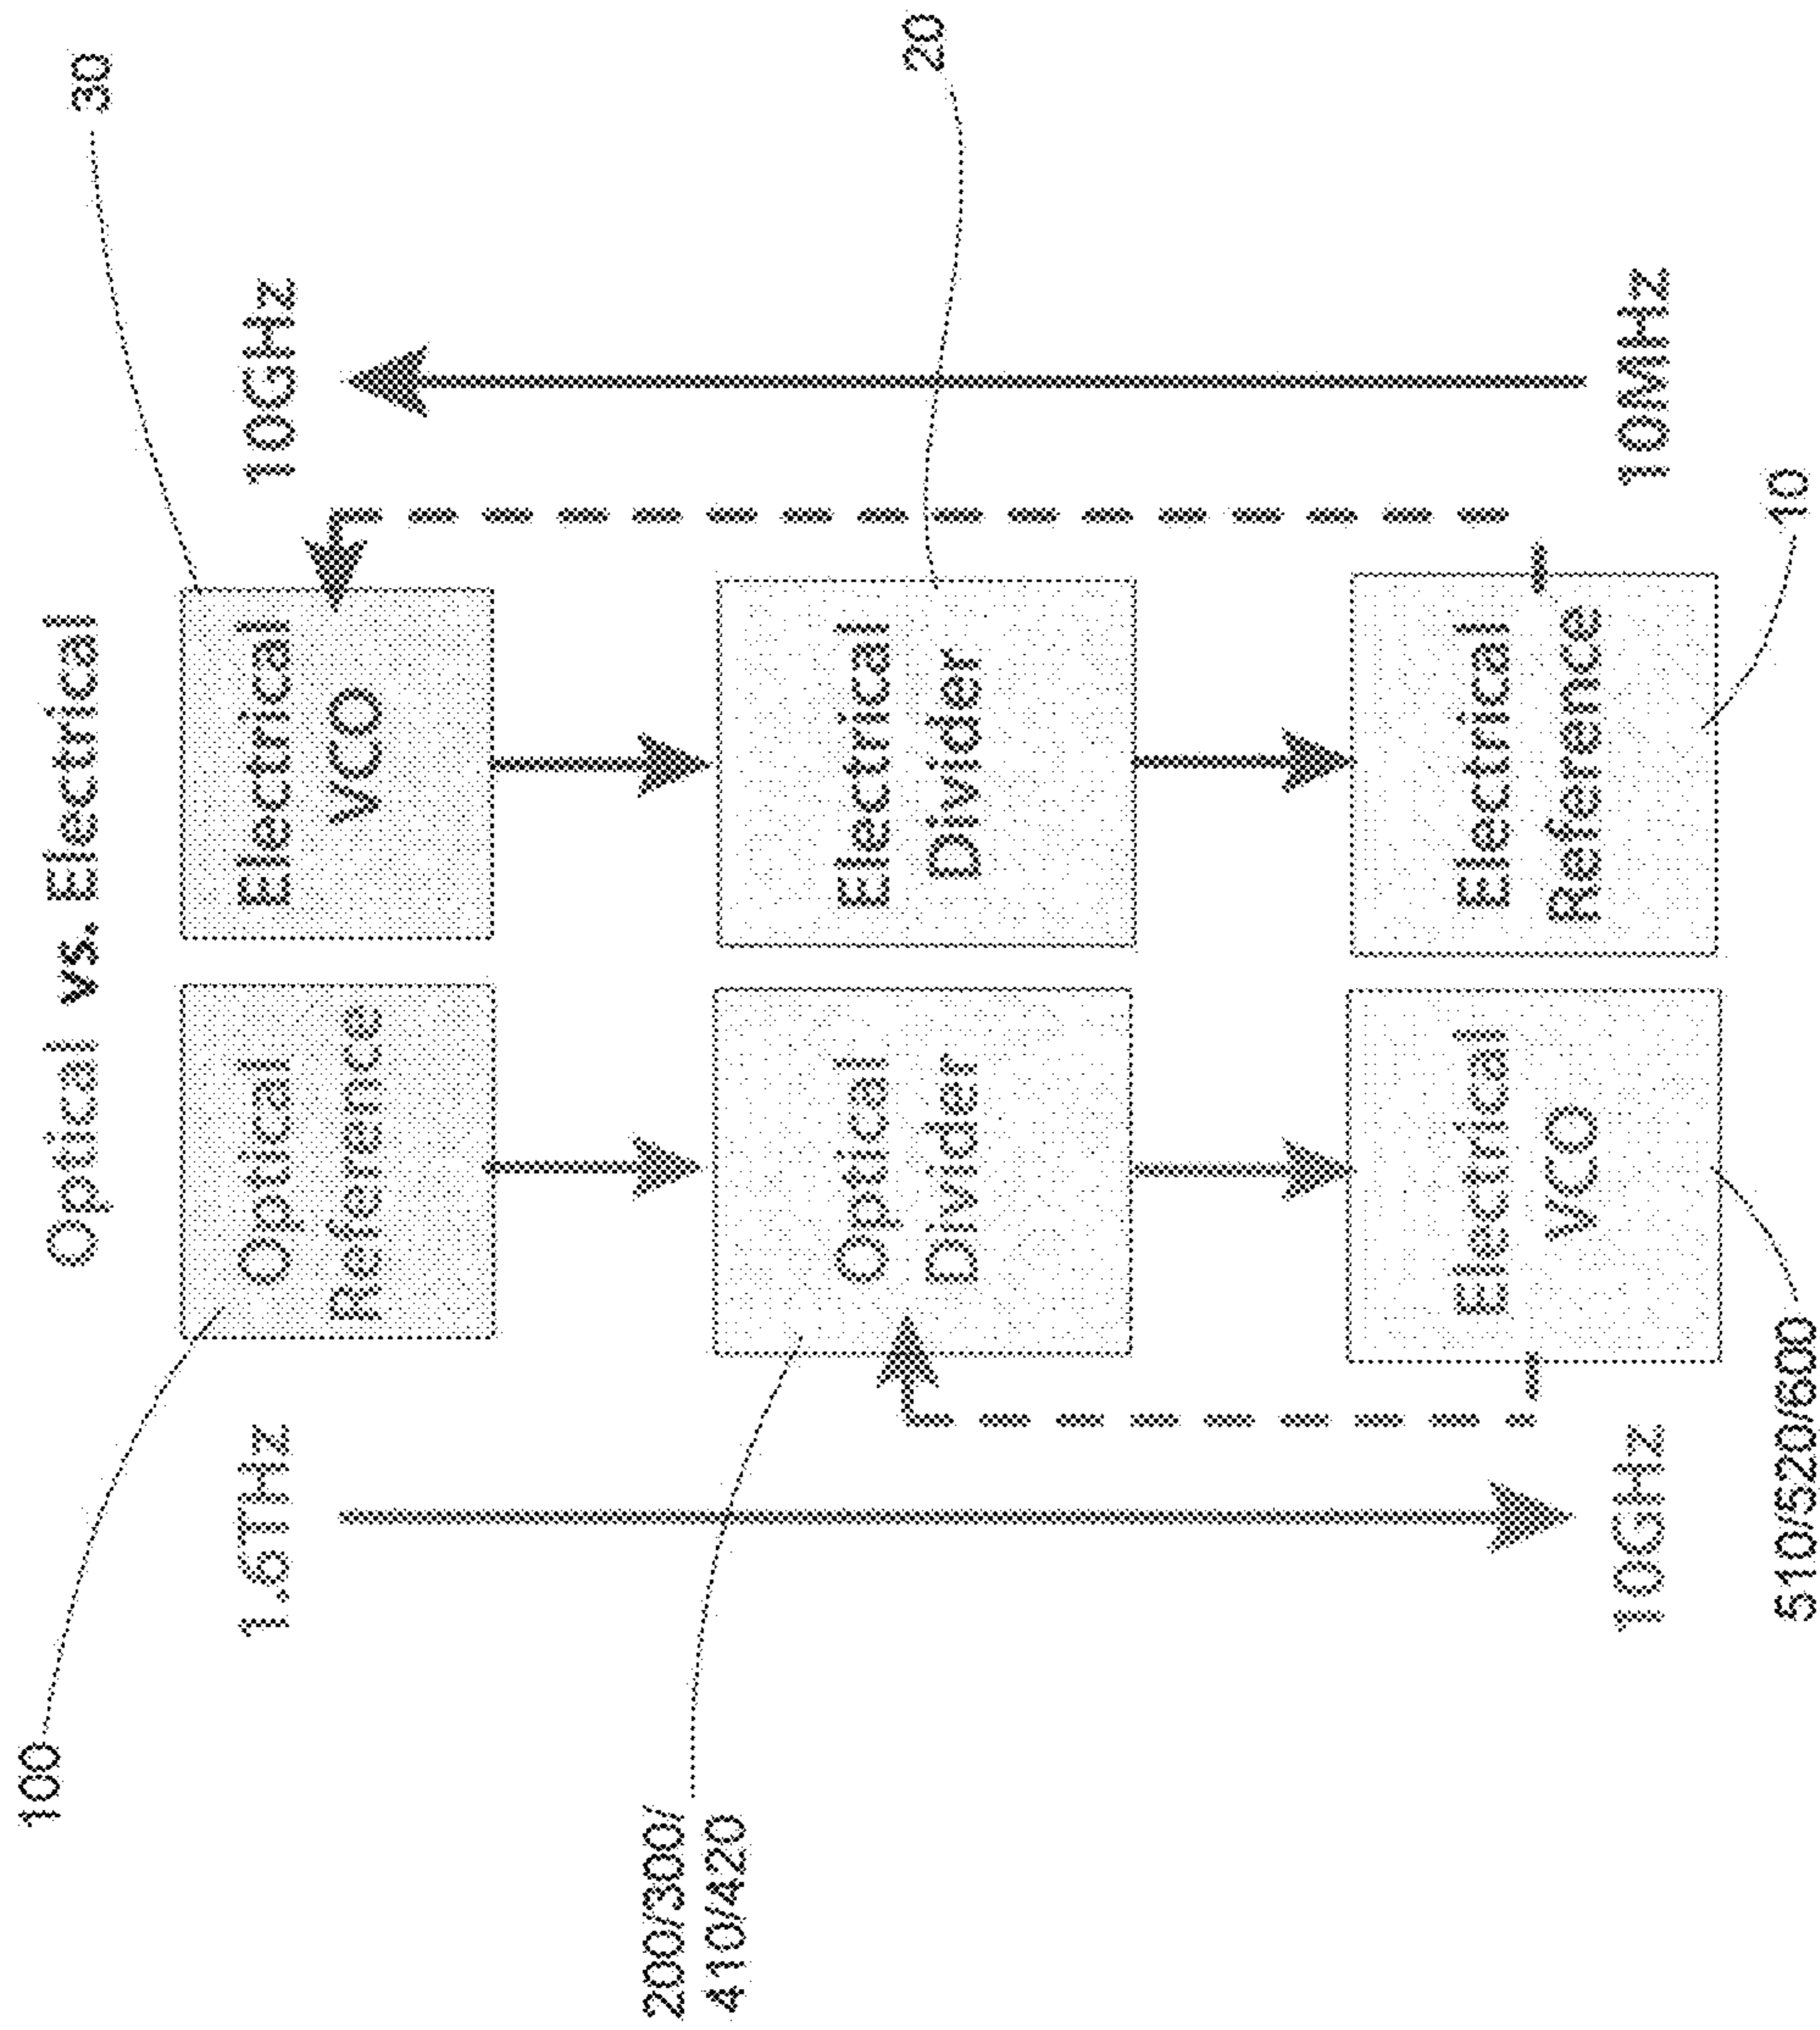 Optical vs. Electrical
100
30
1.6THz
Optical
Reference
Electrical
VCO
10GHz
200/300/
410/420
Optical
Divider
Electrical
Divider
20
10GHz
Electrical
VCO
Electrical
Reference
10MHz
510/520/600
10